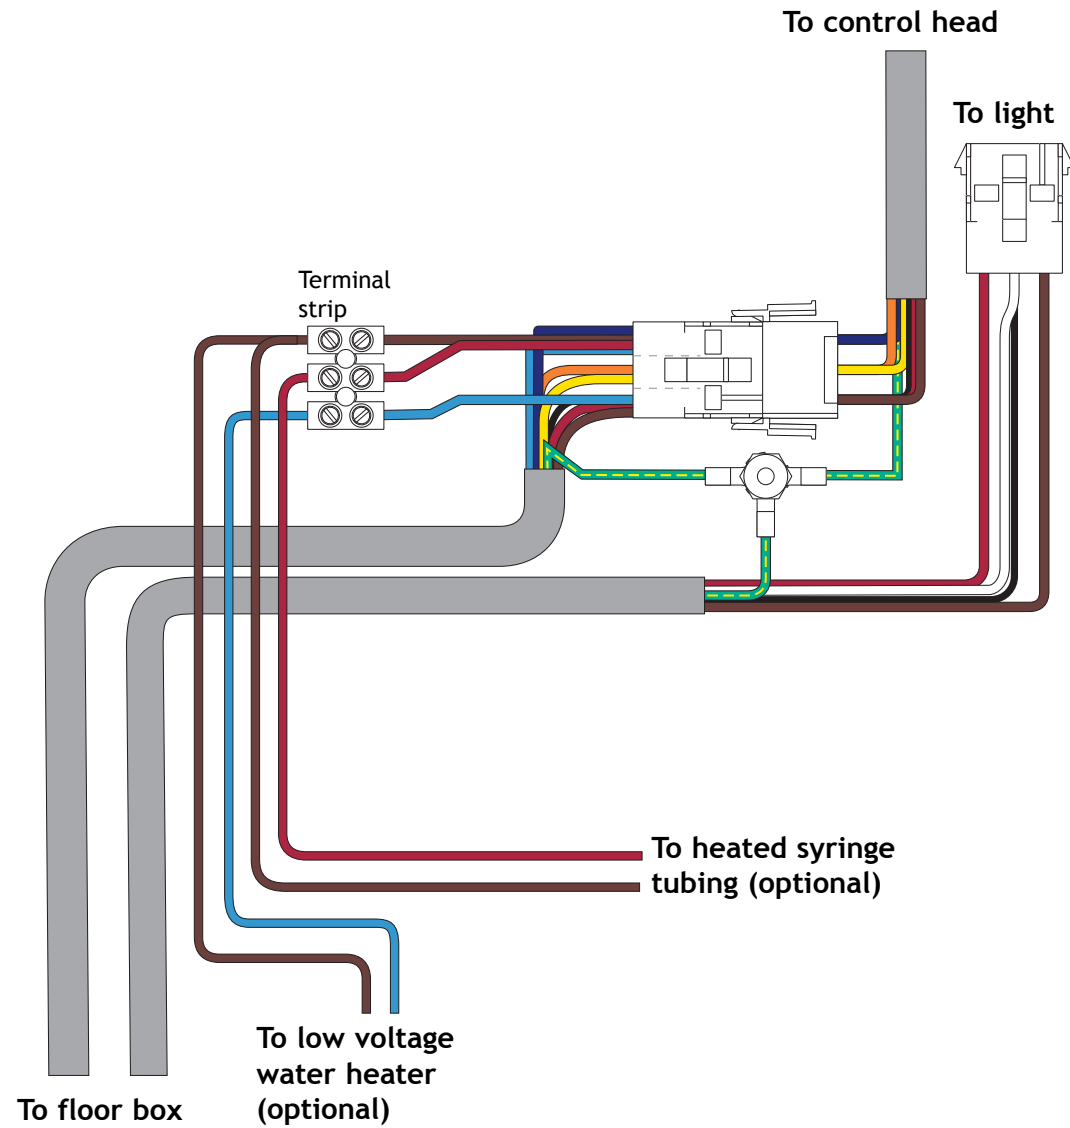 To control head
To light
Terminal
strip
To heated syringe
tubing (optional)
To low voltage
water heater
(optional)
To floor box